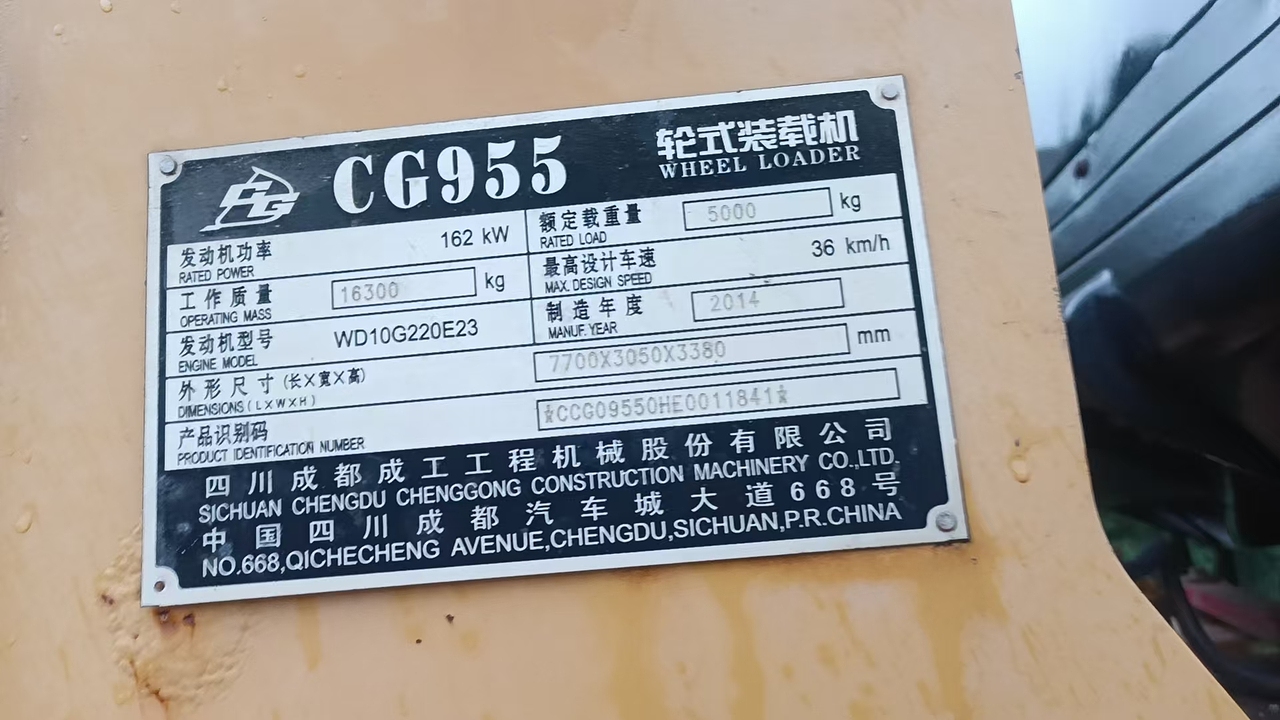 CG
CG955
轮式装载机
WHEEL LOADER
发动机功率 162 kW
RATED POWER
额定载重量 5000 kg
RATED LOAD
工作质量 16300 kg
OPERATING MASS
最高设计车速 36 km/h
MAX. DESIGN SPEED
发动机型号 WD10G220E23
ENGINE MODEL
制造年度 2014
MANUF. YEAR
外形尺寸(长×宽×高) 7700X3050X3380 mm
DIMENSIONS(L×W×H)
产品识别码 ★CCG09550HE0011841★
PRODUCT IDENTIFICATION NUMBER
四川成都成工工程机械股份有限公司
SICHUAN CHENGDU CHENGGONG CONSTRUCTION MACHINERY CO.,LTD.
中国四川成都汽车城大道668号
NO.668,QICHECHENG AVENUE,CHENGDU,SICHUAN,P.R.CHINA